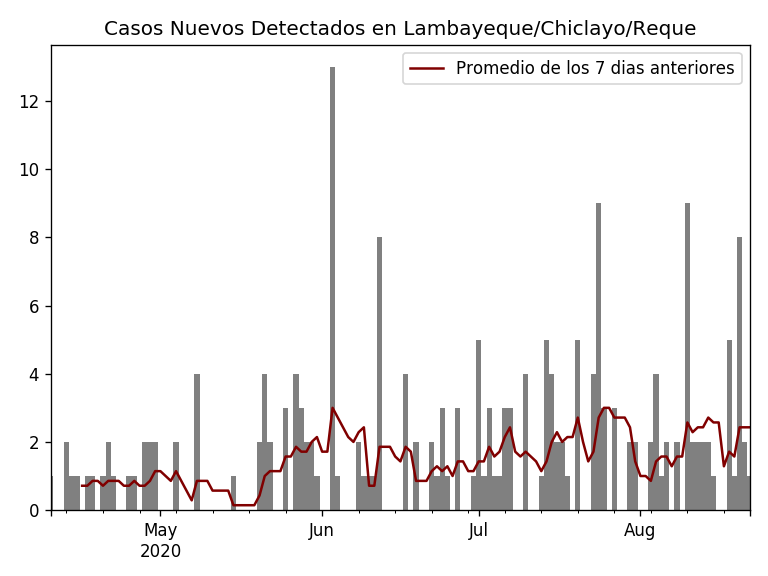 Casos Nuevos Detectados en Lambayeque/Chiclayo/Reque
Promedio de los 7 dias anteriores
12
10
8
6
4
2
0
May
2020
Jun
Jul
Aug